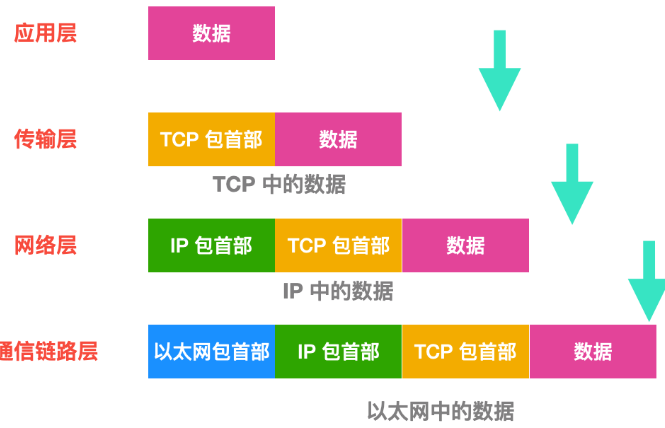 应用层 数据
传输层 TCP 包首部 数据
TCP 中的数据
网络层 IP 包首部 TCP 包首部 数据
IP 中的数据
通信链路层 以太网包首部 IP 包首部 TCP 包首部 数据
以太网中的数据